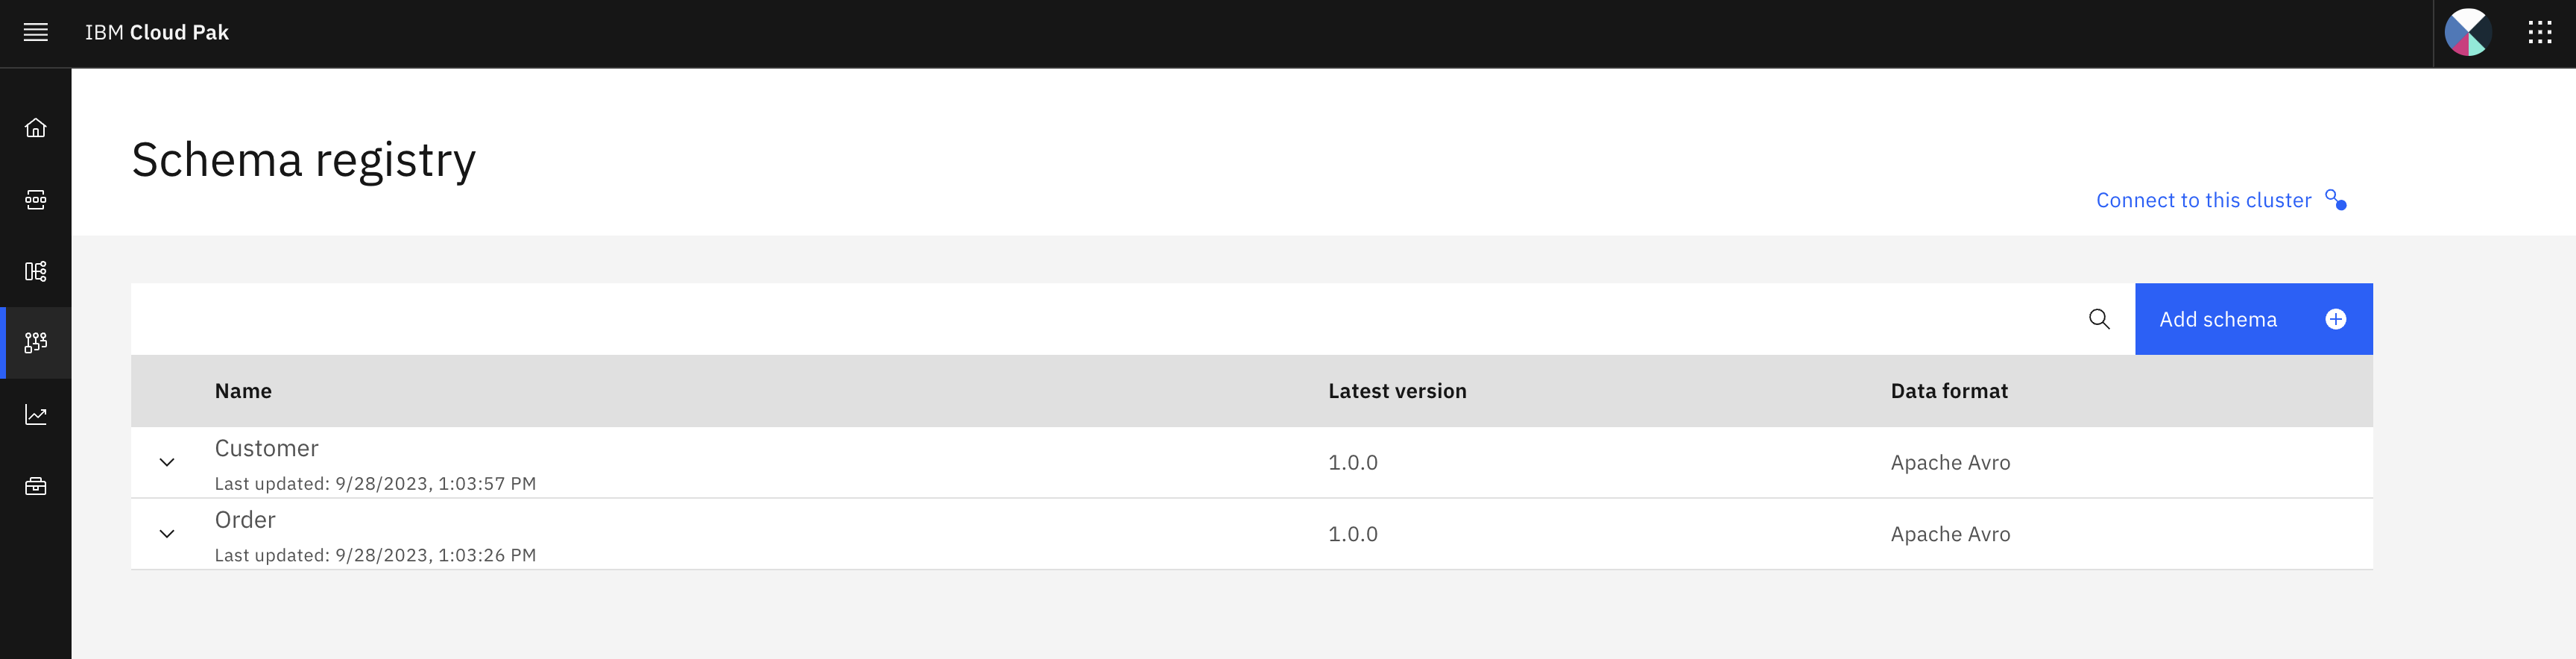 IBM Cloud Pak
Schema registry
Connect to this cluster
Add schema
Name Latest version Data format
Customer
Last updated: 9/28/2023, 1:03:57 PM
1.0.0 Apache Avro
Order
Last updated: 9/28/2023, 1:03:26 PM
1.0.0 Apache Avro